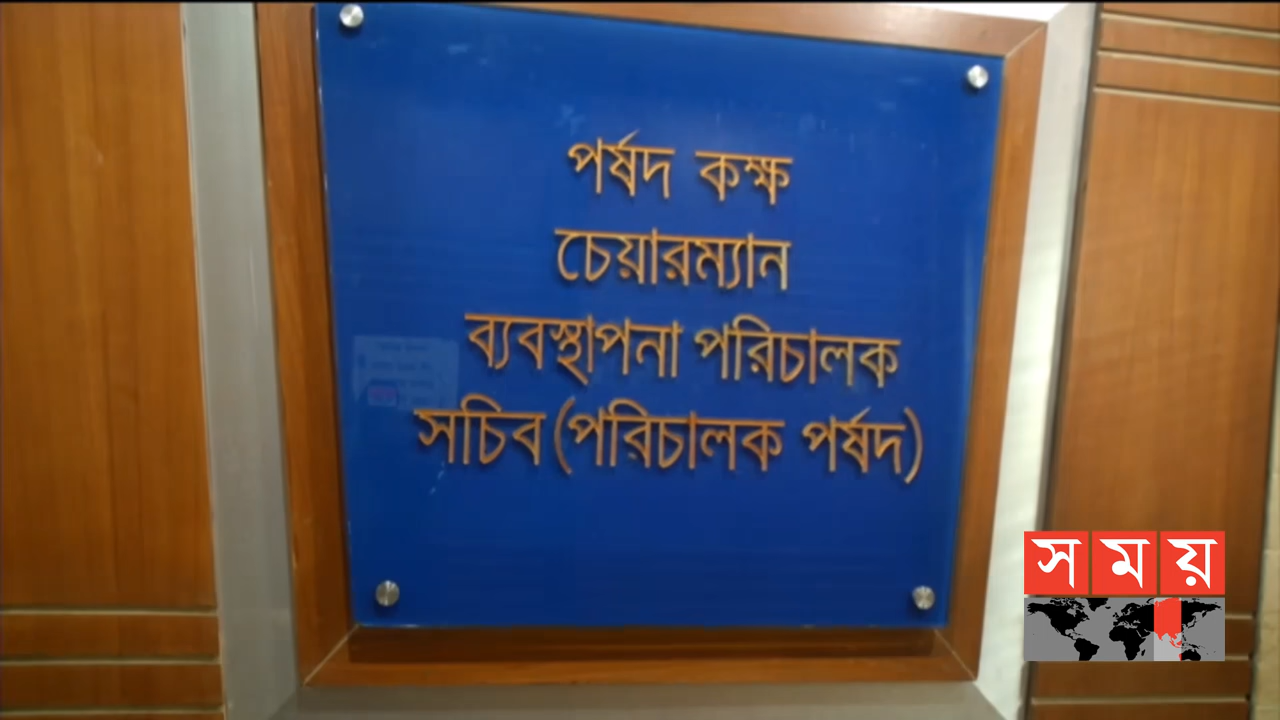 পর্ষদ কক্ষ
চেয়ারম্যান
ব্যবস্থাপনা পরিচালক
সচিব (পরিচালক পর্ষদ)
সময়